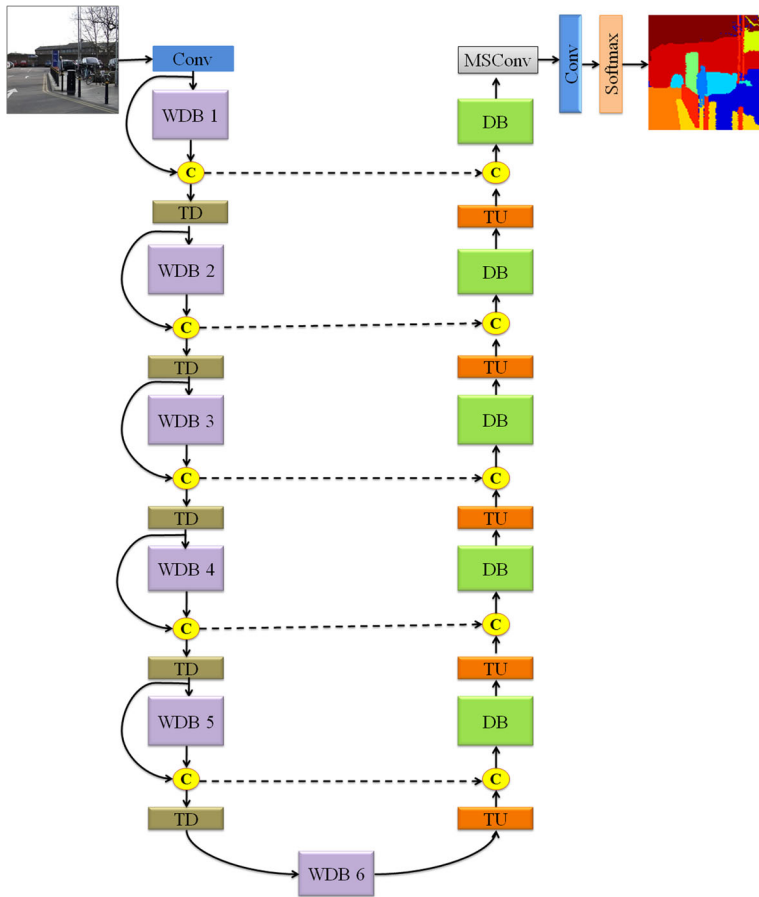 Conv
WDB 1
C
TD
WDB 2
C
TD
WDB 3
C
TD
WDB 4
C
TD
WDB 5
C
TD
WDB 6
TU
C
DB
TU
C
DB
TU
C
DB
TU
C
DB
TU
C
DB
MSConv
Conv
Softmax